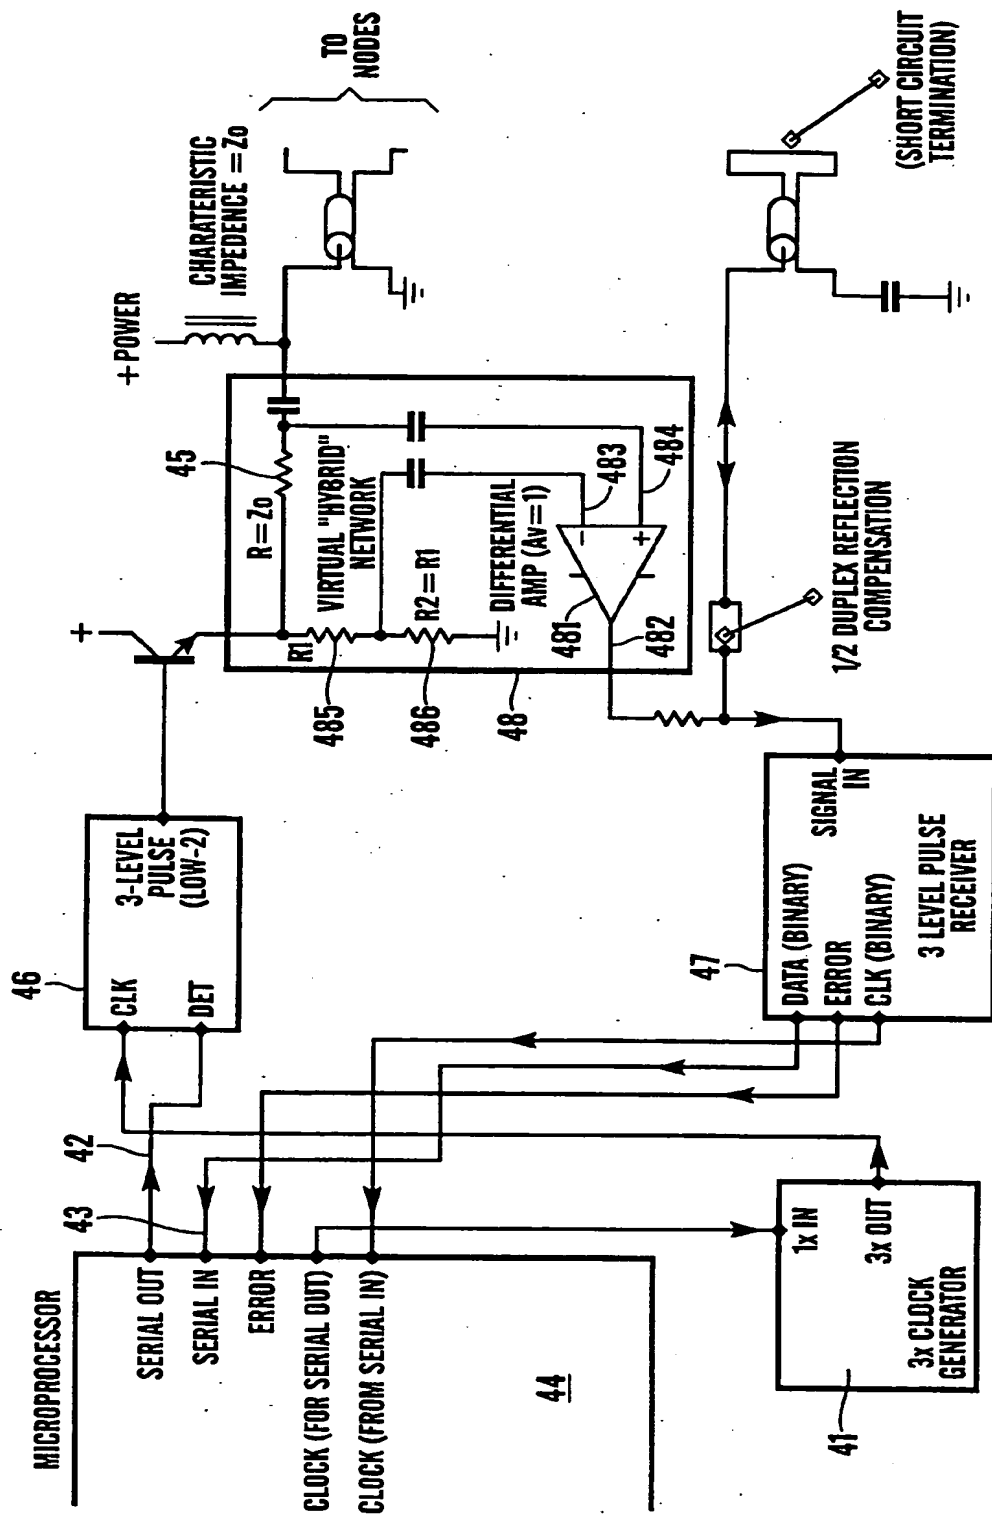 MICROPROCESSOR
SERIAL OUT
SERIAL IN
ERROR
CLOCK (FOR SERIAL OUT)
CLOCK (FROM SERIAL IN)
44
42
43
46
CLK
DET
3-LEVEL
PULSE
(LOW-2)
+
+POWER
CHARATERISTIC
IMPEDENCE = Zo
TO
NODES
45
R=Zo
VIRTUAL "HYBRID"
NETWORK
R1
R2=R1
485
486
48
DIFFERENTIAL
AMP (Av=1)
-
+
481
482
483
484
1/2 DUPLEX REFLECTION
COMPENSATION
(SHORT CIRCUIT
TERMINATION)
47
DATA (BINARY)
ERROR
CLK (BINARY)
SIGNAL
IN
3 LEVEL PULSE
RECEIVER
1x IN
3x OUT
3x CLOCK
GENERATOR
41